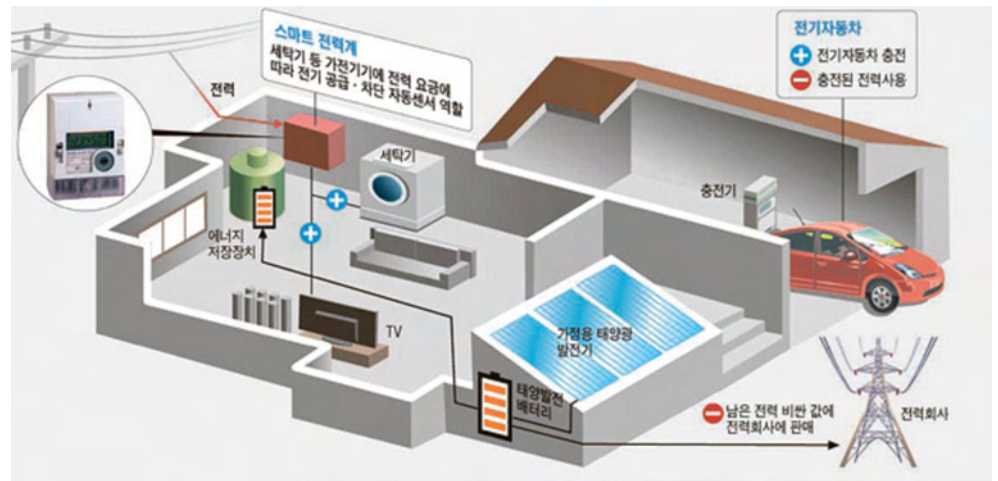 스마트 전력계
세탁기 등 가전기기에 전력 요금에
따라 전기 공급·차단 자동센서 역할
전기자동차
전기자동차 충전
충전된 전력사용
전력
세탁기
충전기
에너지
저장장치
TV
가정용 태양광
발전기
태양발전
배터리
남은 전력 비싼 값에
전력회사에 판매
전력회사